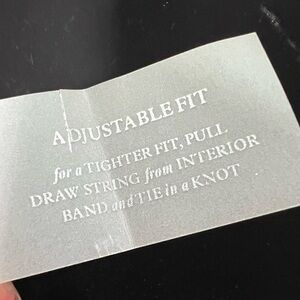 ADJUSTABLE FIT
for a TIGHTER FIT, PULL
DRAW STRING from INTERIOR
BAND and TIE in a KNOT